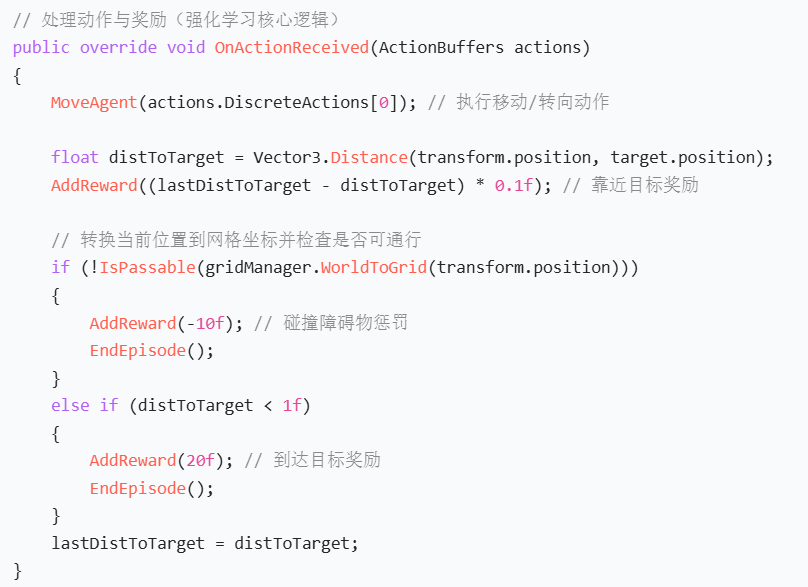 // 处理动作与奖励（强化学习核心逻辑）
public override void OnActionReceived(ActionBuffers actions)
{
    MoveAgent(actions.DiscreteActions[0]); // 执行移动/转向动作

    float distToTarget = Vector3.Distance(transform.position, target.position);
    AddReward((lastDistToTarget - distToTarget) * 0.1f); // 靠近目标奖励

    // 转换当前位置到网格坐标并检查是否可通行
    if (!IsPassable(gridManager.WorldToGrid(transform.position)))
    {
        AddReward(-10f); // 碰撞障碍物惩罚
        EndEpisode();
    }
    else if (distToTarget < 1f)
    {
        AddReward(20f); // 到达目标奖励
        EndEpisode();
    }
    lastDistToTarget = distToTarget;
}